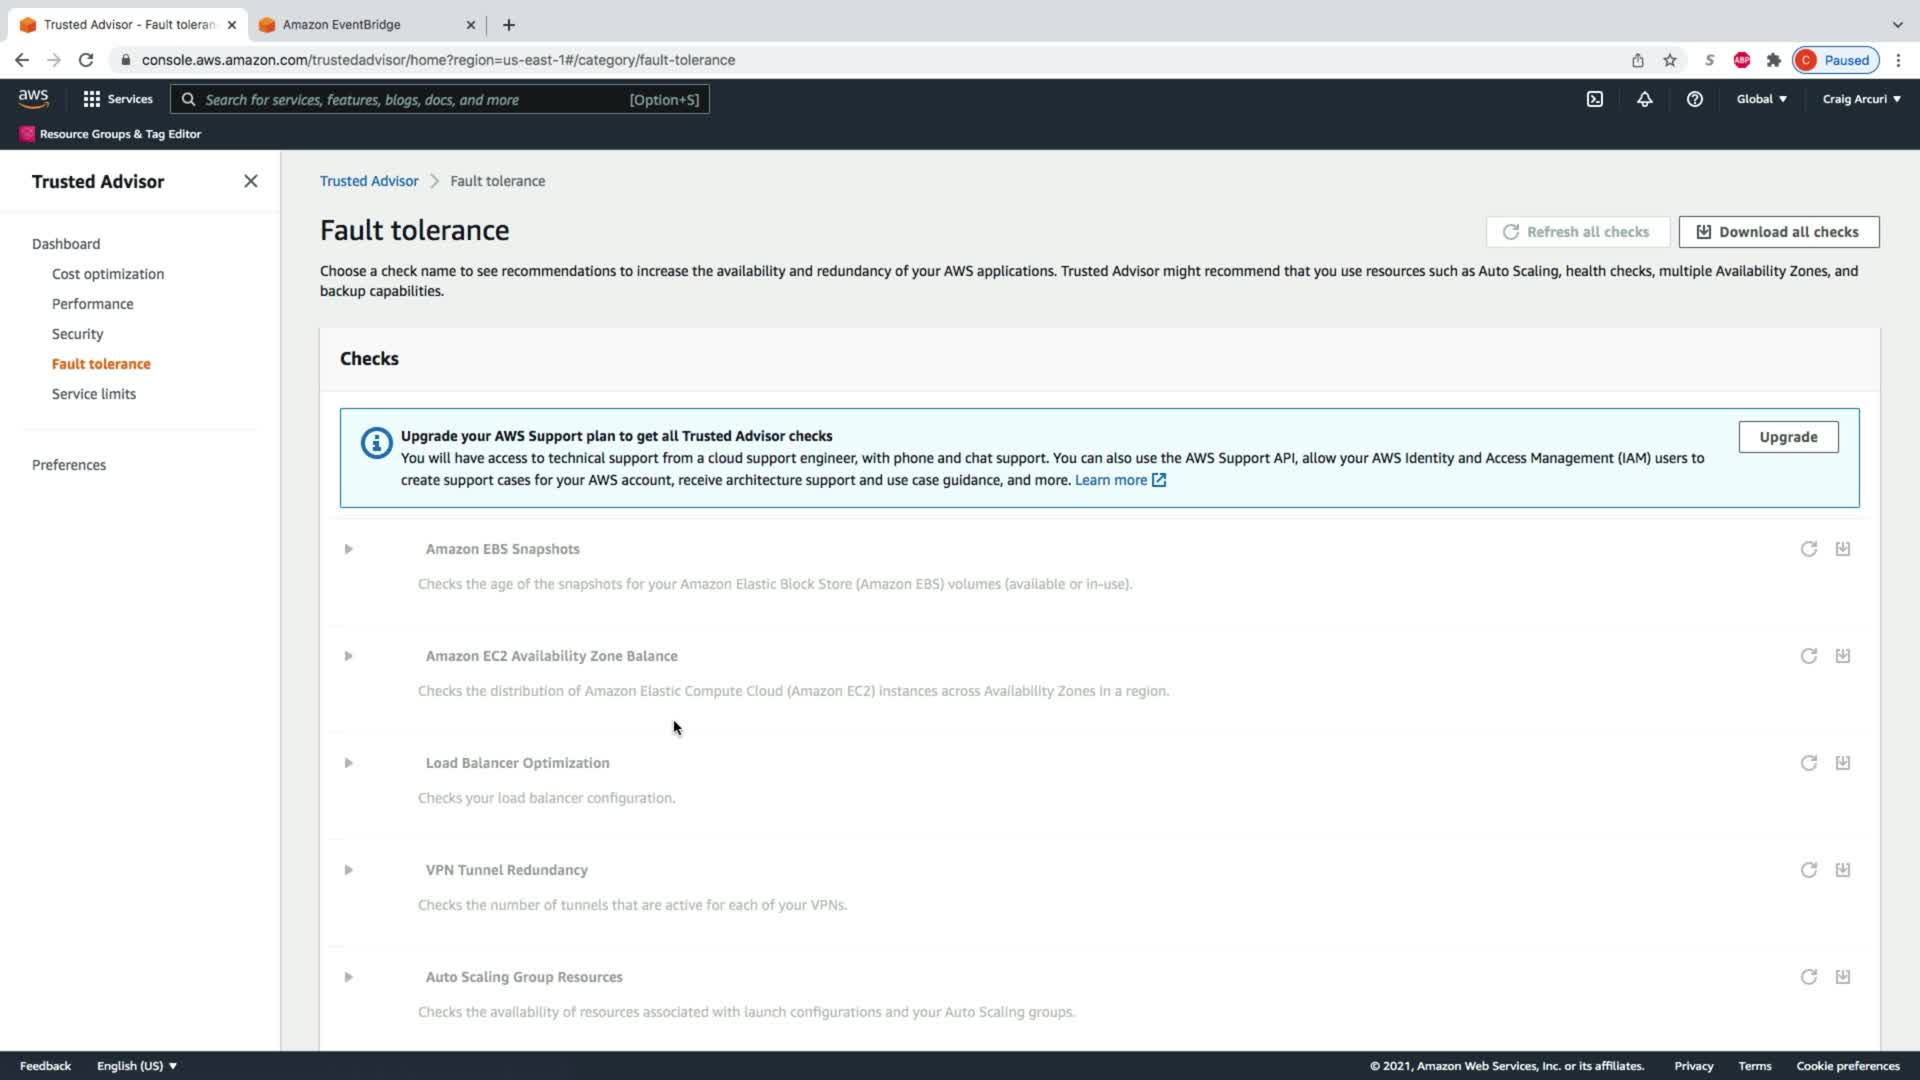 Trusted Advisor - Fault toleran
Amazon EventBridge
console.aws.amazon.com/trustedadvisor/home?region=us-east-1#/category/fault-tolerance
S
ABP
C
Paused
aws
Services
Search for services, features, blogs, docs, and more
[Option+S]
Global
Craig Arcuri
Resource Groups & Tag Editor
Trusted Advisor
Dashboard
Cost optimization
Performance
Security
Fault tolerance
Service limits
Preferences
Trusted Advisor
Fault tolerance
Fault tolerance
Refresh all checks
Download all checks
Choose a check name to see recommendations to increase the availability and redundancy of your AWS applications. Trusted Advisor might recommend that you use resources such as Auto Scaling, health checks, multiple Availability Zones, and
backup capabilities.
Checks
Upgrade your AWS Support plan to get all Trusted Advisor checks
You will have access to technical support from a cloud support engineer, with phone and chat support. You can also use the AWS Support API, allow your AWS Identity and Access Management (IAM) users to
create support cases for your AWS account, receive architecture support and use case guidance, and more. Learn more
Upgrade
Amazon EBS Snapshots
Checks the age of the snapshots for your Amazon Elastic Block Store (Amazon EBS) volumes (available or in-use).
Amazon EC2 Availability Zone Balance
Checks the distribution of Amazon Elastic Compute Cloud (Amazon EC2) instances across Availability Zones in a region.
Load Balancer Optimization
Checks your load balancer configuration.
VPN Tunnel Redundancy
Checks the number of tunnels that are active for each of your VPNs.
Auto Scaling Group Resources
Checks the availability of resources associated with launch configurations and your Auto Scaling groups.
Feedback
English (US)
© 2021, Amazon Web Services, Inc. or its affiliates.
Privacy
Terms
Cookie preferences